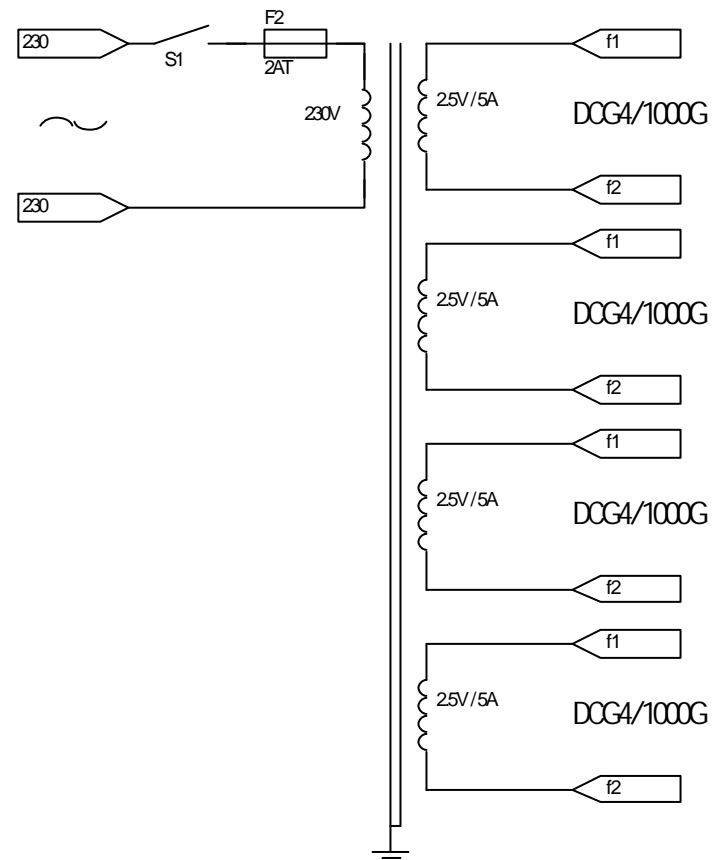 230
S1
F2
2AT
230V
230
f1
2.5V/5A
DCG4/1000G
f2
f1
2.5V/5A
DCG4/1000G
f2
f1
2.5V/5A
DCG4/1000G
f2
f1
2.5V/5A
DCG4/1000G
f2